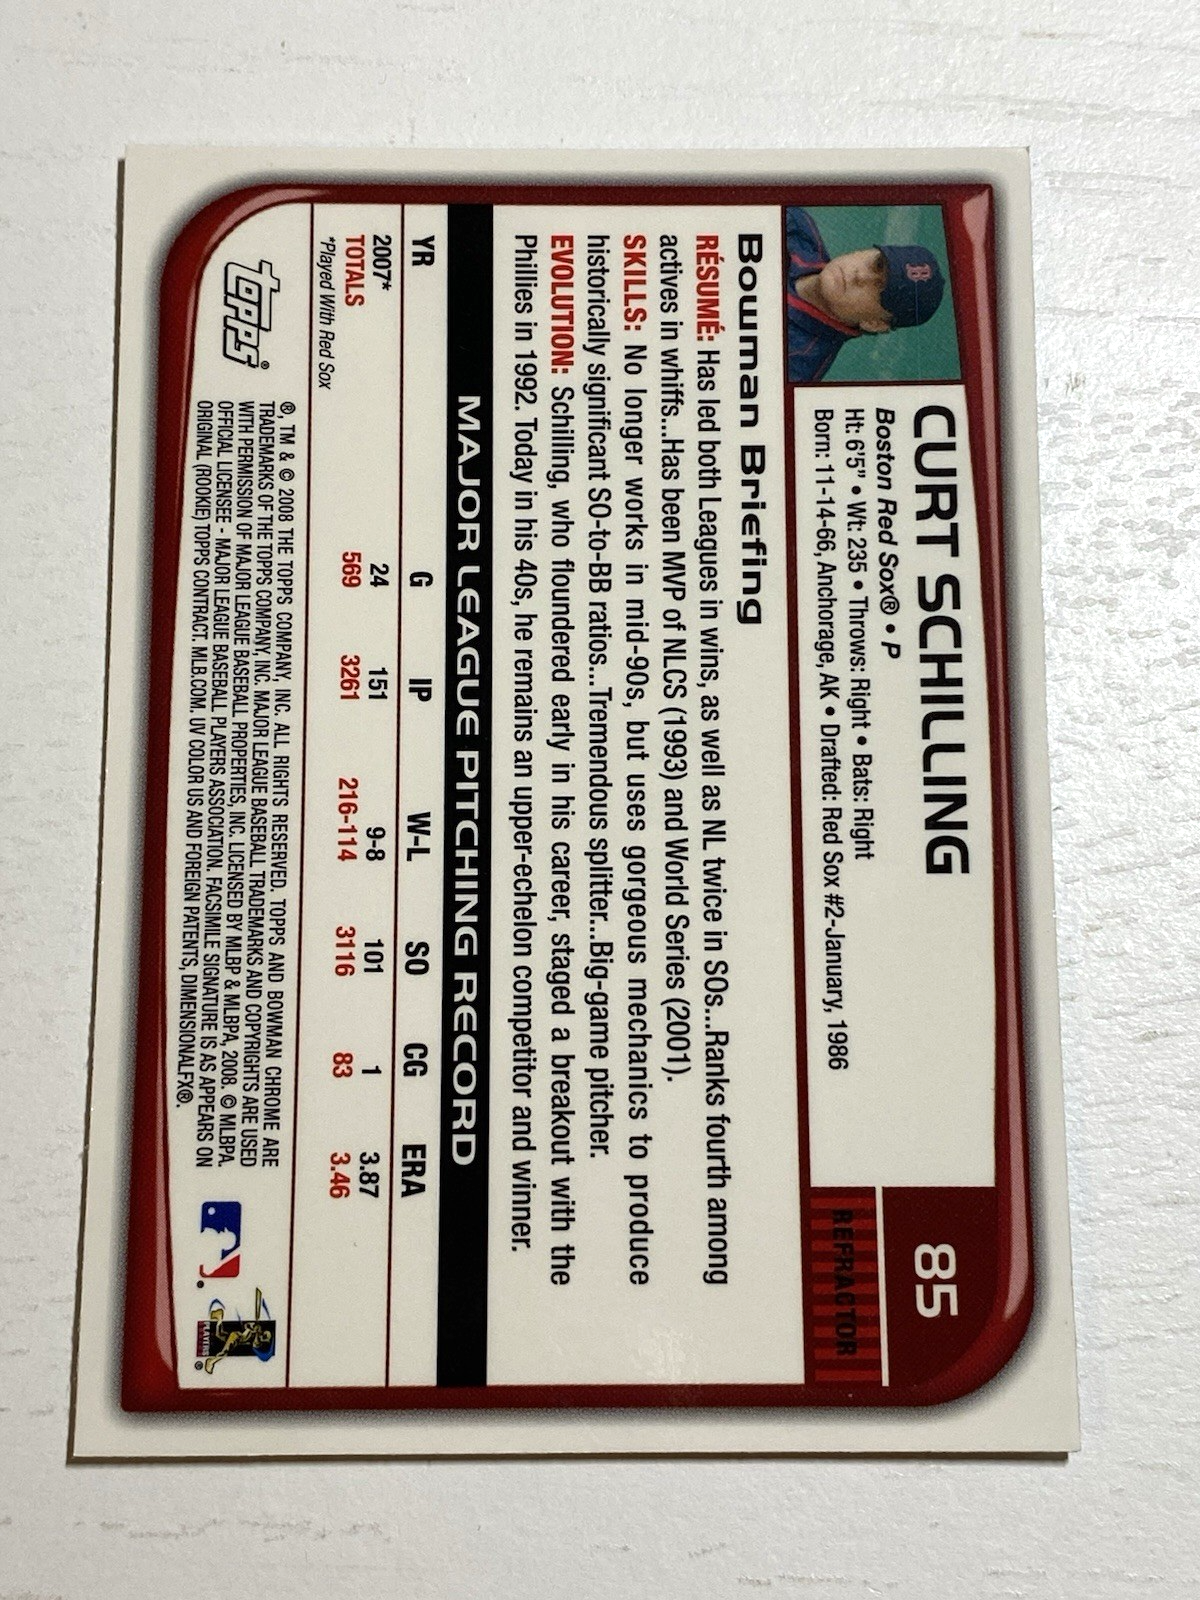 CURT SCHILLING
85
Boston Red Sox® • P
Ht: 6'5" • Wt: 235 • Throws: Right • Bats: Right
Born: 11-14-66, Anchorage, AK • Drafted: Red Sox #2-January, 1986
REFRACTOR
B
Bowman Briefing
RÉSUMÉ: Has led both Leagues in wins, as well as NL twice in SOs...Ranks fourth among
actives in whiffs...Has been MVP of NLCS (1993) and World Series (2001).
SKILLS: No longer works in mid-90s, but uses gorgeous mechanics to produce
historically significant SO-to-BB ratios...Tremendous splitter...Big-game pitcher.
EVOLUTION: Schilling, who floundered early in his career, staged a breakout with the
Phillies in 1992. Today in his 40s, he remains an upper-echelon competitor and winner.
MAJOR LEAGUE PITCHING RECORD
YR G IP W-L SO CG ERA
2007* 24 151 9-8 101 1 3.87
TOTALS 569 3261 216-114 3116 83 3.46
*Played With Red Sox
topps®
®, TM & © 2008 THE TOPPS COMPANY, INC. ALL RIGHTS RESERVED. TOPPS AND BOWMAN CHROME ARE
TRADEMARKS OF THE TOPPS COMPANY, INC. MAJOR LEAGUE BASEBALL TRADEMARKS AND COPYRIGHTS ARE USED
WITH PERMISSION OF MAJOR LEAGUE BASEBALL PROPERTIES, INC. LICENSED BY MLBP & MLBPA, 2008. © MLBPA.
OFFICIAL LICENSEE - MAJOR LEAGUE BASEBALL PLAYERS ASSOCIATION. FACSIMILE SIGNATURE IS AS APPEARS ON
ORIGINAL (ROOKIE) TOPPS CONTRACT. MLB.COM. UV COLOR US AND FOREIGN PATENTS, DIMENSIONALFX®.
PLAYERS